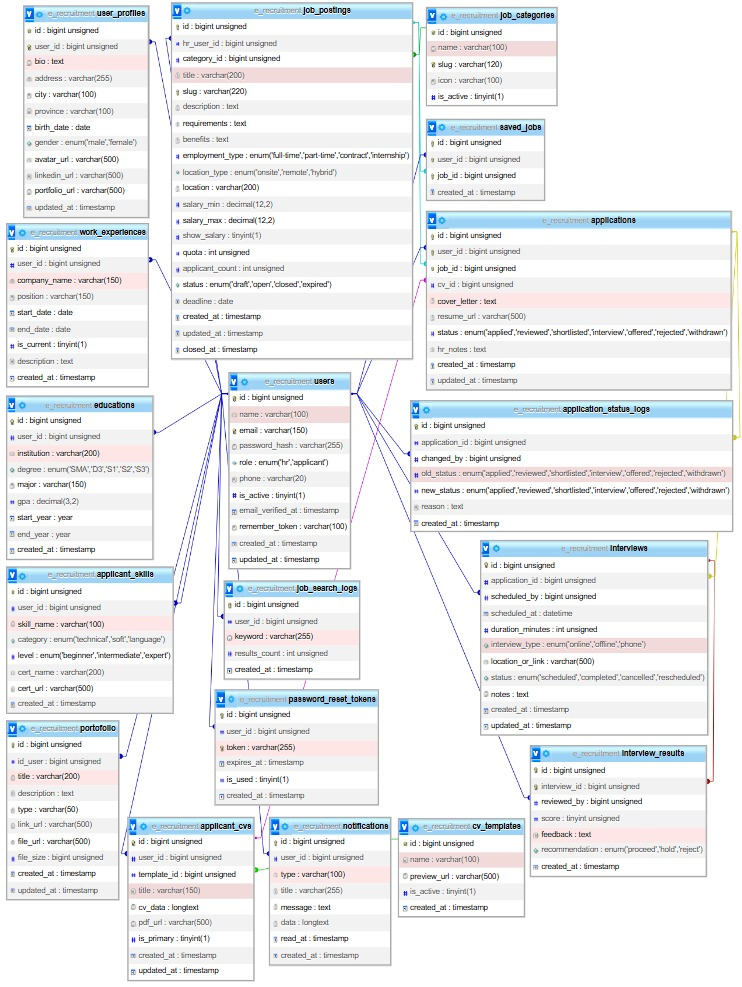 e_recruitment user_profiles
id : bigint unsigned
user_id : bigint unsigned
bio : text
address : varchar(255)
city : varchar(100)
province : varchar(100)
birth_date : date
gender : enum('male','female')
avatar_url : varchar(500)
linkedin_url : varchar(500)
portfolio_url : varchar(500)
updated_at : timestamp
e_recruitment job_postings
id : bigint unsigned
hr_user_id : bigint unsigned
category_id : bigint unsigned
title : varchar(200)
slug : varchar(220)
description : text
requirements : text
benefits : text
employment_type : enum('full-time','part-time','contract','internship')
location_type : enum('onsite','remote','hybrid')
location : varchar(200)
salary_min : decimal(12,2)
salary_max : decimal(12,2)
show_salary : tinyint(1)
quota : int unsigned
applicant_count : int unsigned
status : enum('draft','open','closed','expired')
deadline : date
created_at : timestamp
updated_at : timestamp
closed_at : timestamp
e_recruitment job_categories
id : bigint unsigned
name : varchar(100)
slug : varchar(120)
icon : varchar(100)
is_active : tinyint(1)
e_recruitment saved_jobs
id : bigint unsigned
user_id : bigint unsigned
job_id : bigint unsigned
created_at : timestamp
e_recruitment applications
id : bigint unsigned
user_id : bigint unsigned
job_id : bigint unsigned
cv_id : bigint unsigned
cover_letter : text
resume_url : varchar(500)
status : enum('applied','reviewed','shortlisted','interview','offered','rejected','withdrawn')
hr_notes : text
created_at : timestamp
updated_at : timestamp
e_recruitment work_experiences
id : bigint unsigned
user_id : bigint unsigned
company_name : varchar(150)
position : varchar(150)
start_date : date
end_date : date
is_current : tinyint(1)
description : text
created_at : timestamp
e_recruitment users
id : bigint unsigned
name : varchar(100)
email : varchar(150)
password_hash : varchar(255)
role : enum('hr','applicant')
phone : varchar(20)
is_active : tinyint(1)
email_verified_at : timestamp
remember_token : varchar(100)
created_at : timestamp
updated_at : timestamp
e_recruitment educations
id : bigint unsigned
user_id : bigint unsigned
institution : varchar(200)
degree : enum('SMA','D3','S1','S2','S3')
major : varchar(150)
gpa : decimal(3,2)
start_year : year
end_year : year
created_at : timestamp
e_recruitment application_status_logs
id : bigint unsigned
application_id : bigint unsigned
changed_by : bigint unsigned
old_status : enum('applied','reviewed','shortlisted','interview','offered','rejected','withdrawn')
new_status : enum('applied','reviewed','shortlisted','interview','offered','rejected','withdrawn')
reason : text
created_at : timestamp
e_recruitment interviews
id : bigint unsigned
application_id : bigint unsigned
scheduled_by : bigint unsigned
scheduled_at : datetime
duration_minutes : int unsigned
interview_type : enum('online','offline','phone')
location_or_link : varchar(500)
status : enum('scheduled','completed','cancelled','rescheduled')
notes : text
created_at : timestamp
updated_at : timestamp
e_recruitment applicant_skills
id : bigint unsigned
user_id : bigint unsigned
skill_name : varchar(100)
category : enum('technical','soft','language')
level : enum('beginner','intermediate','expert')
cert_name : varchar(200)
cert_url : varchar(500)
created_at : timestamp
e_recruitment job_search_logs
id : bigint unsigned
user_id : bigint unsigned
keyword : varchar(255)
results_count : int unsigned
created_at : timestamp
e_recruitment password_reset_tokens
id : bigint unsigned
user_id : bigint unsigned
token : varchar(255)
expires_at : timestamp
is_used : tinyint(1)
created_at : timestamp
e_recruitment portofolio
id : bigint unsigned
id_user : bigint unsigned
title : varchar(200)
description : text
type : varchar(50)
link_url : varchar(500)
file_url : varchar(500)
file_size : bigint unsigned
created_at : timestamp
updated_at : timestamp
e_recruitment interview_results
id : bigint unsigned
interview_id : bigint unsigned
reviewed_by : bigint unsigned
score : tinyint unsigned
feedback : text
recommendation : enum('proceed','hold','reject')
created_at : timestamp
e_recruitment applicant_cvs
id : bigint unsigned
user_id : bigint unsigned
template_id : bigint unsigned
title : varchar(150)
cv_data : longtext
pdf_url : varchar(500)
is_primary : tinyint(1)
created_at : timestamp
updated_at : timestamp
e_recruitment notifications
id : bigint unsigned
user_id : bigint unsigned
type : varchar(100)
title : varchar(255)
message : text
data : longtext
read_at : timestamp
created_at : timestamp
e_recruitment cv_templates
id : bigint unsigned
name : varchar(100)
preview_url : varchar(500)
is_active : tinyint(1)
created_at : timestamp